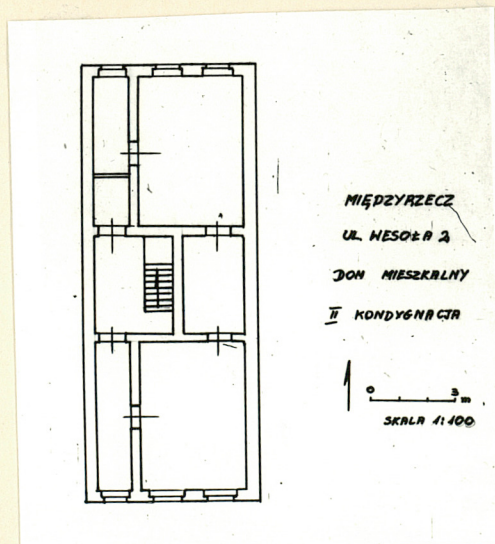 MIĘDZYRZECZ
UL. WESOŁA 2
DOM MIESZKALNY
II KONDYGNACJA
0 3 m
SKALA 1:100